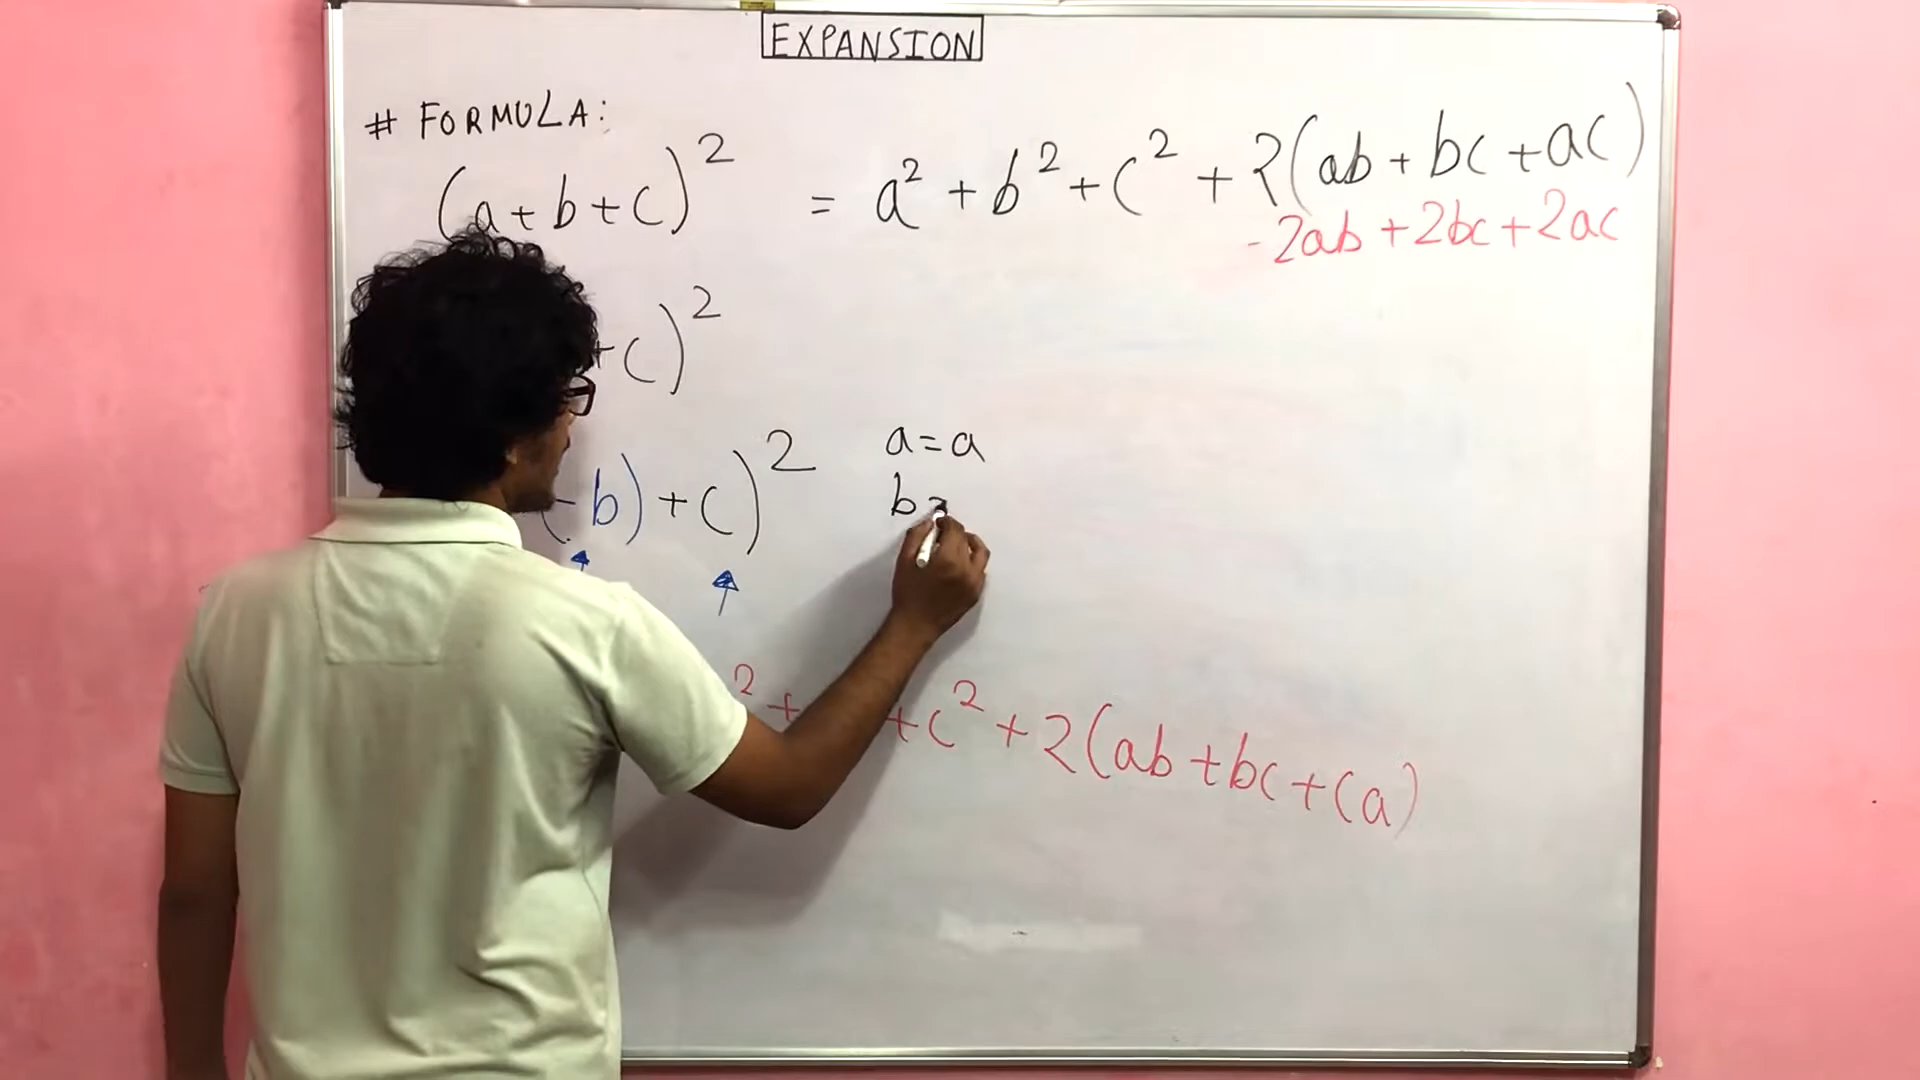 EXPANSION
# FORMULA:
(a+b+c)² = a²+b²+c²+2(ab+bc+ac)
-2ab+2bc+2ac
+c)²
-b)+c)²
a=a
b=
² + +c²+2(ab+bc+ca)